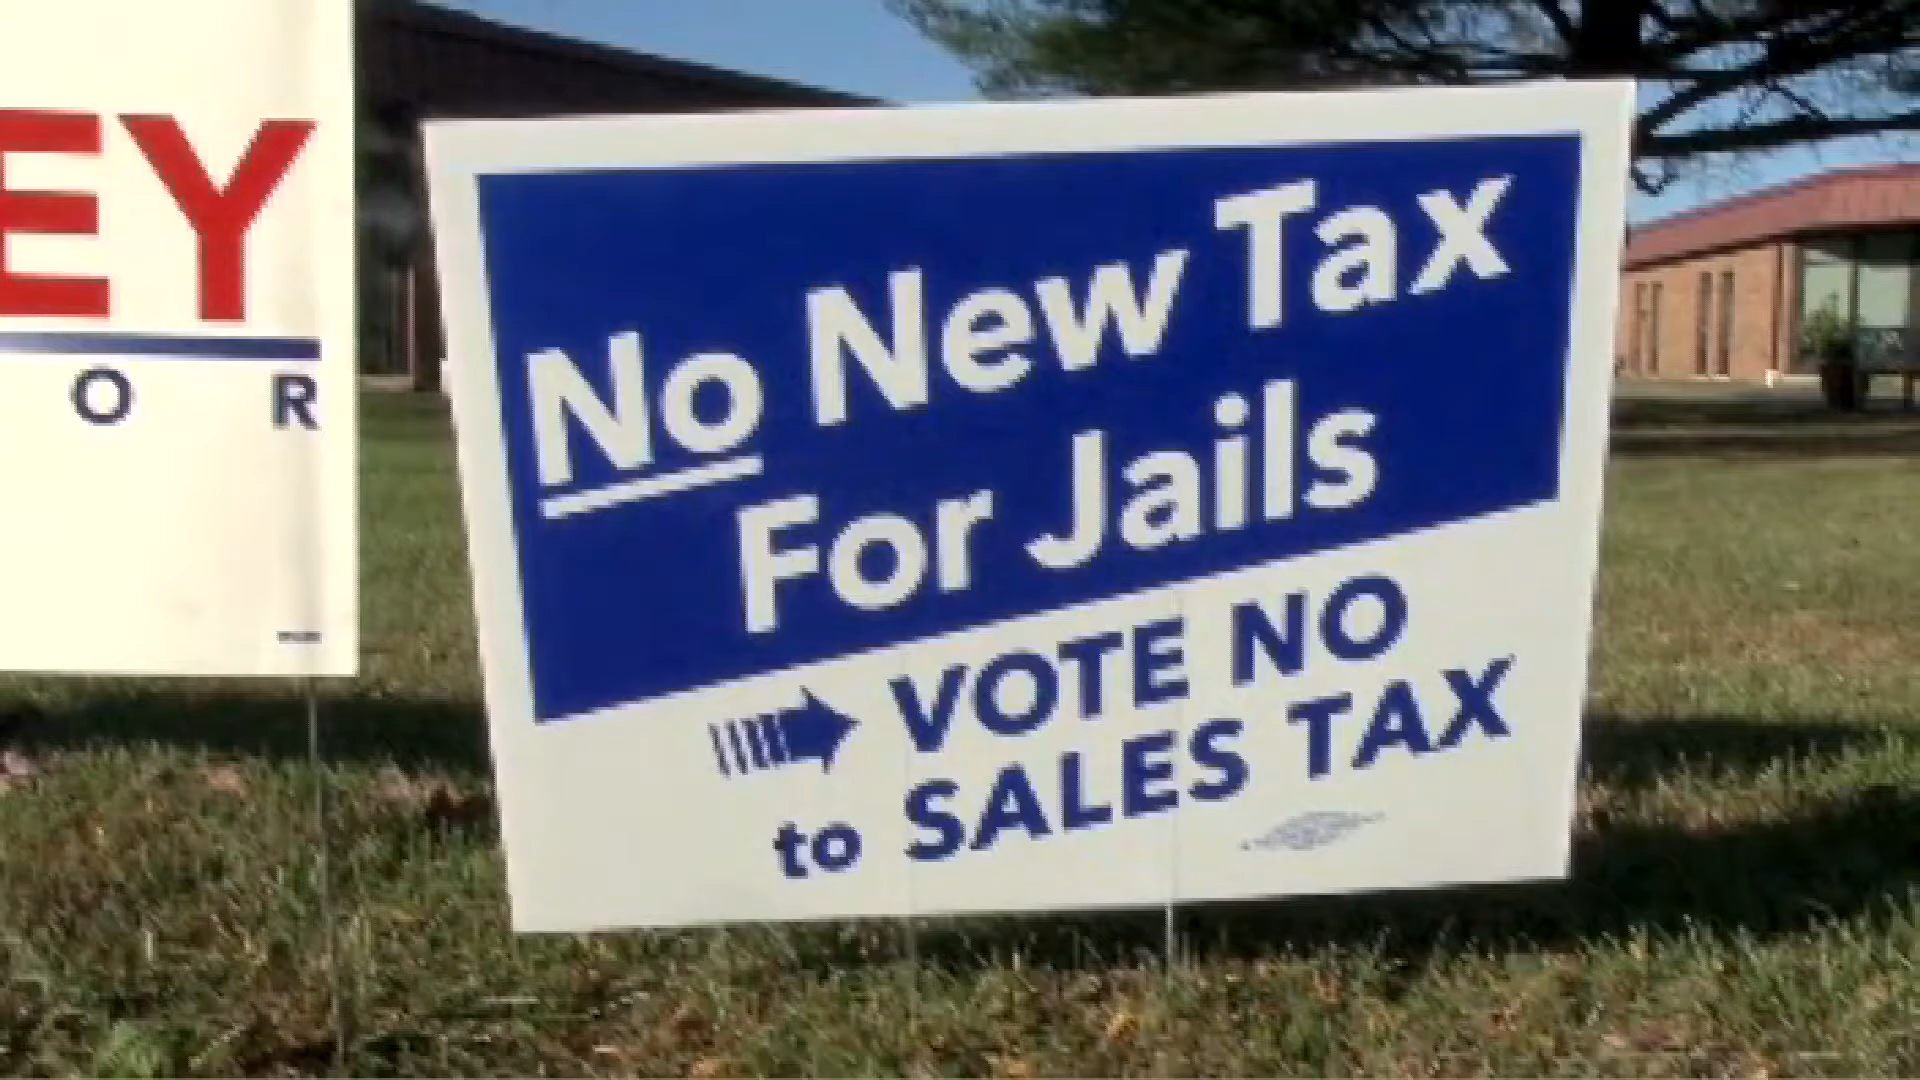 EY
O R
No New Tax
For Jails
VOTE NO
to SALES TAX